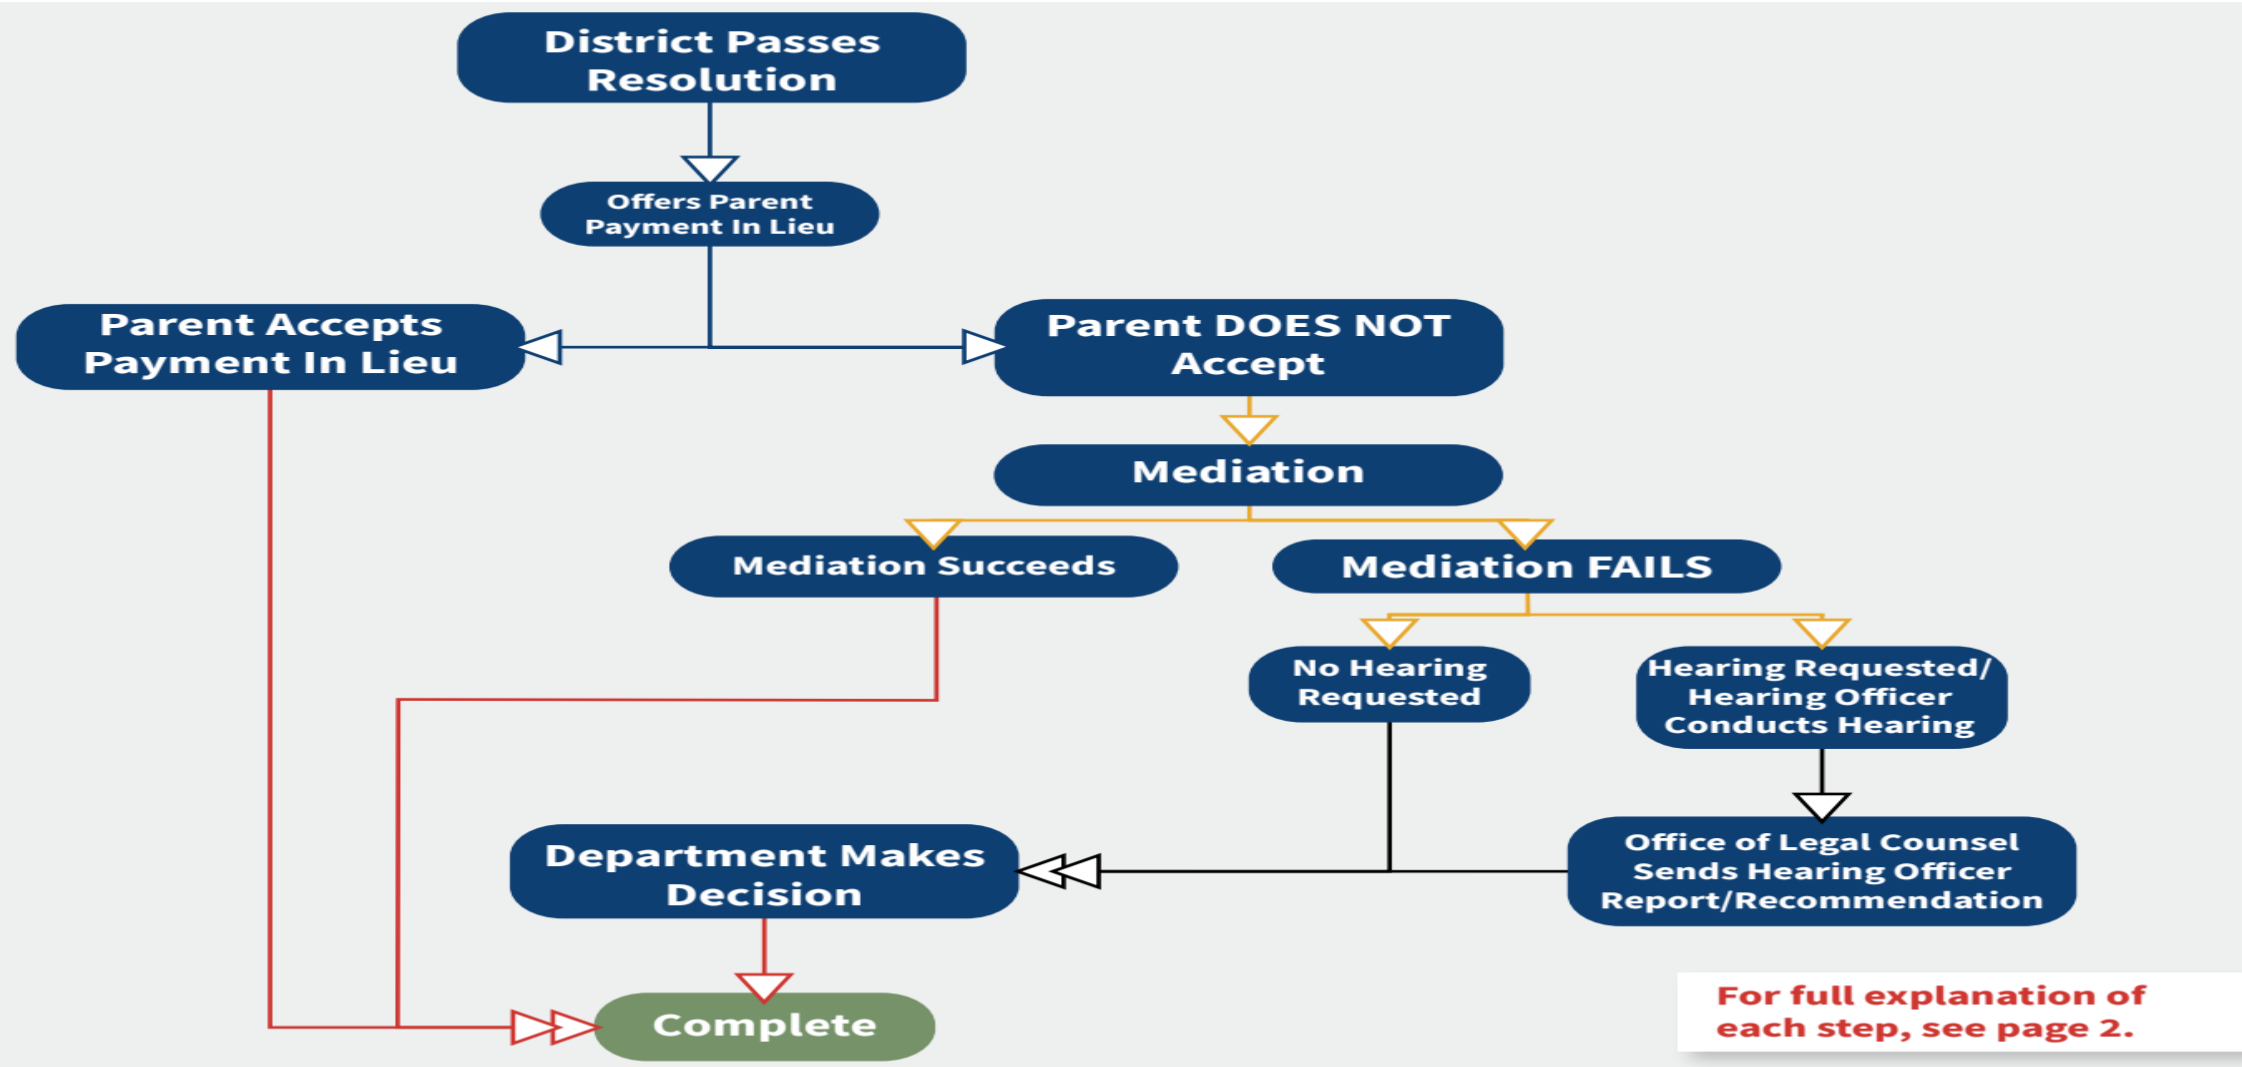 District Passes
Resolution
Offers Parent
Payment In Lieu
Parent Accepts
Payment In Lieu
Parent DOES NOT
Accept
Mediation
Mediation Succeeds
Mediation FAILS
No Hearing
Requested
Hearing Requested/
Hearing Officer
Conducts Hearing
Department Makes
Decision
Office of Legal Counsel
Sends Hearing Officer
Report/Recommendation
Complete
For full explanation of
each step, see page 2.